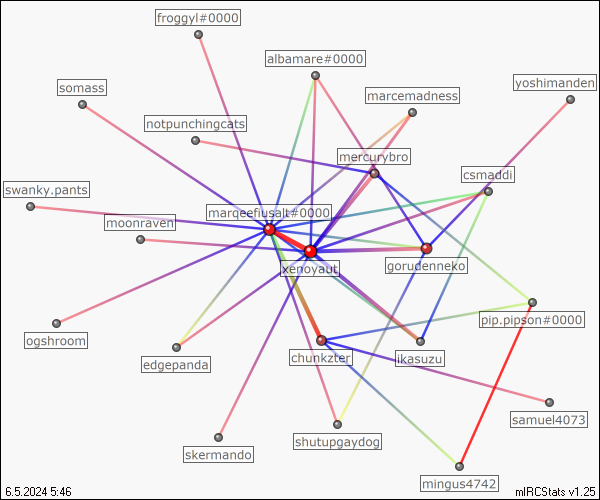 froggyl#0000
albamare#0000
yoshimanden
somass
marcemadness
notpunchingcats
mercurybro
csmaddi
swanky.pants
marqeefiusalt#0000
moonraven
xenoyaut
gorudenneko
pip.pipson#0000
ogshroom
edgepanda
chunkzter
ikasuzu
samuel4073
shutupgaydog
skermando
mingus4742
6.5.2024 5:46
mIRCStats v1.25